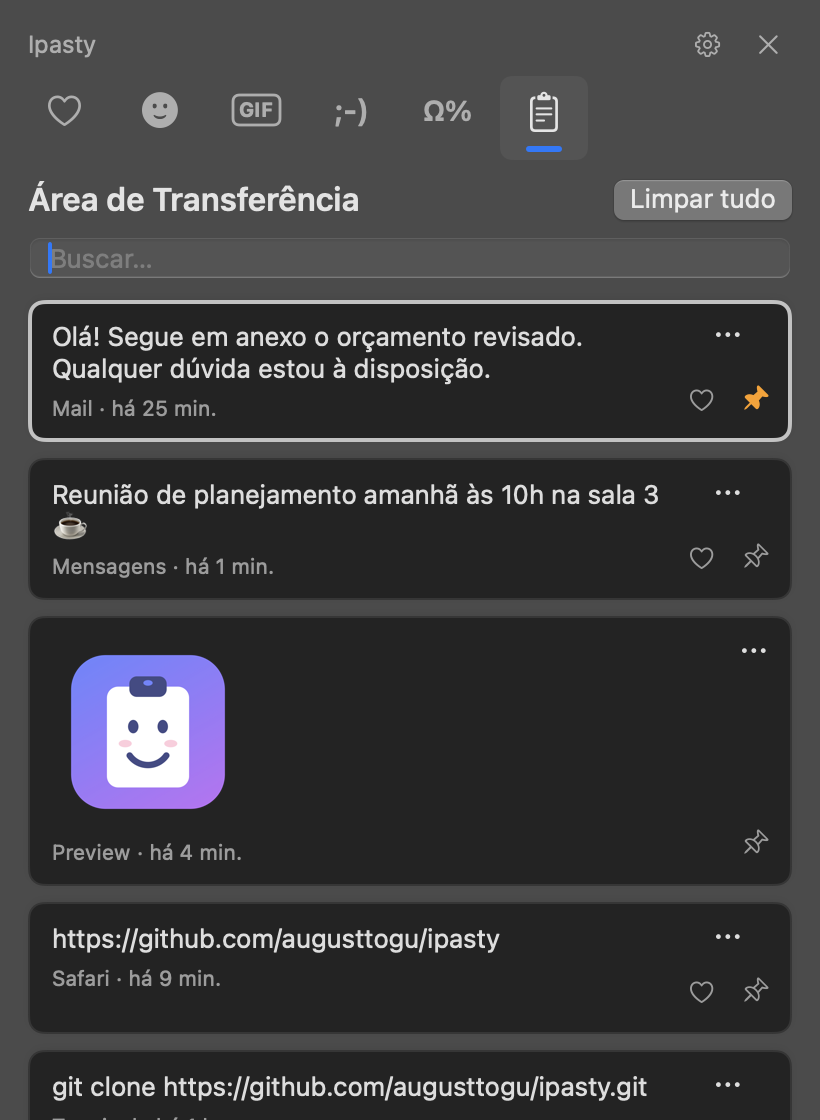 Ipasty
GIF
;-)
Ω%
Área de Transferência
Limpar tudo
Buscar...
Olá! Segue em anexo o orçamento revisado.
Qualquer dúvida estou à disposição.
Mail · há 25 min.
Reunião de planejamento amanhã às 10h na sala 3
☕
Mensagens · há 1 min.
Preview · há 4 min.
https://github.com/augusttogu/ipasty
Safari · há 9 min.
git clone https://github.com/augusttogu/ipasty.git